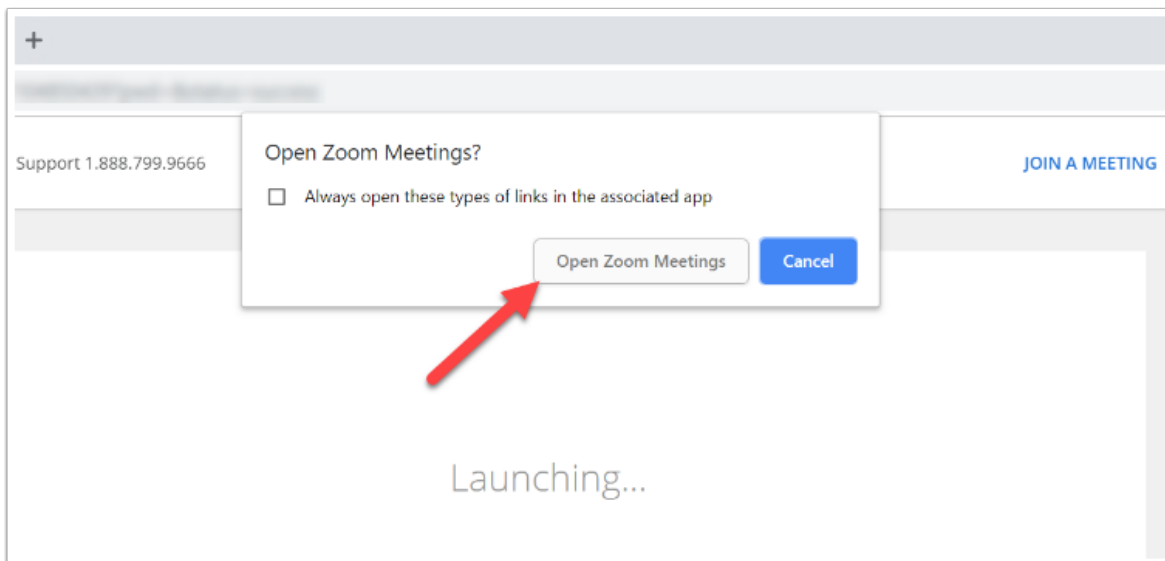 +
Support 1.888.799.9666
Open Zoom Meetings?
Always open these types of links in the associated app
Open Zoom Meetings
Cancel
JOIN A MEETING
Launching...